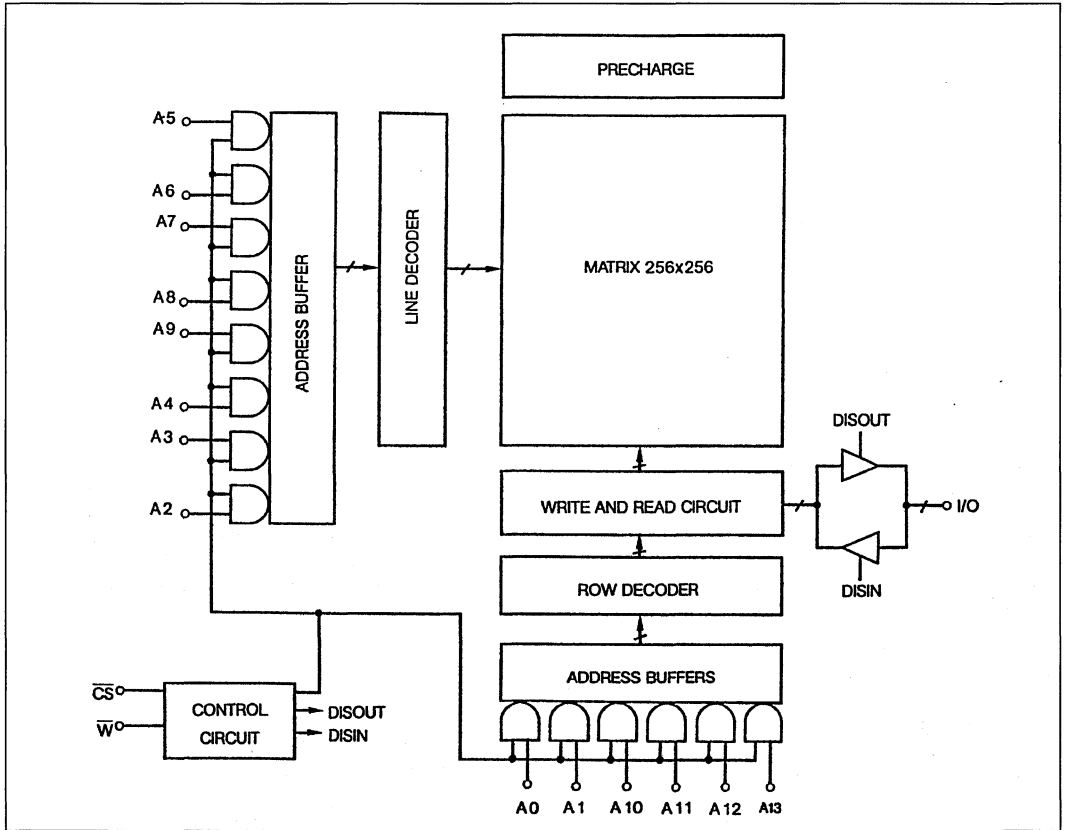 PRECHARGE
A5
A6
A7
A8
A9
A4
A3
A2
ADDRESS BUFFER
LINE DECODER
MATRIX 256x256
DISOUT
WRITE AND READ CIRCUIT
I/O
DISIN
ROW DECODER
ADDRESS BUFFERS
C̅S̅
W̅
CONTROL
CIRCUIT
DISOUT
DISIN
A0 A1 A10 A11 A12 A13